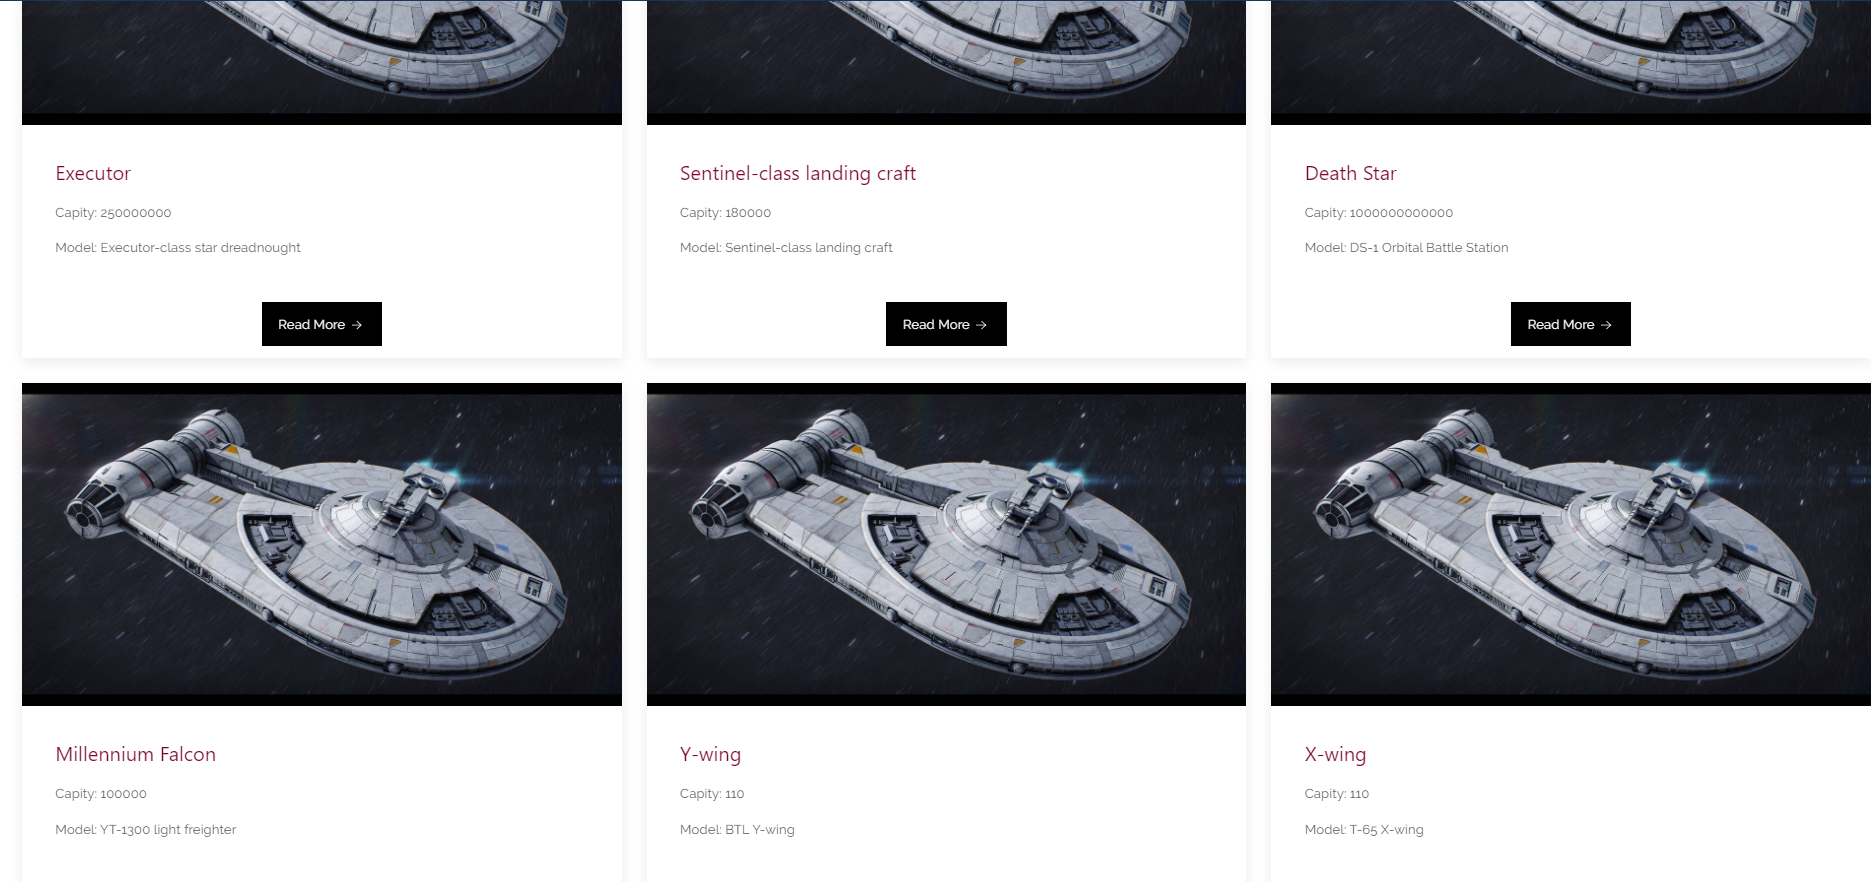 Executor
Capity: 250000000
Model: Executor-class star dreadnought
Read More →
Sentinel-class landing craft
Capity: 180000
Model: Sentinel-class landing craft
Read More →
Death Star
Capity: 1000000000000
Model: DS-1 Orbital Battle Station
Read More →
Millennium Falcon
Capity: 100000
Model: YT-1300 light freighter
Y-wing
Capity: 110
Model: BTL Y-wing
X-wing
Capity: 110
Model: T-65 X-wing